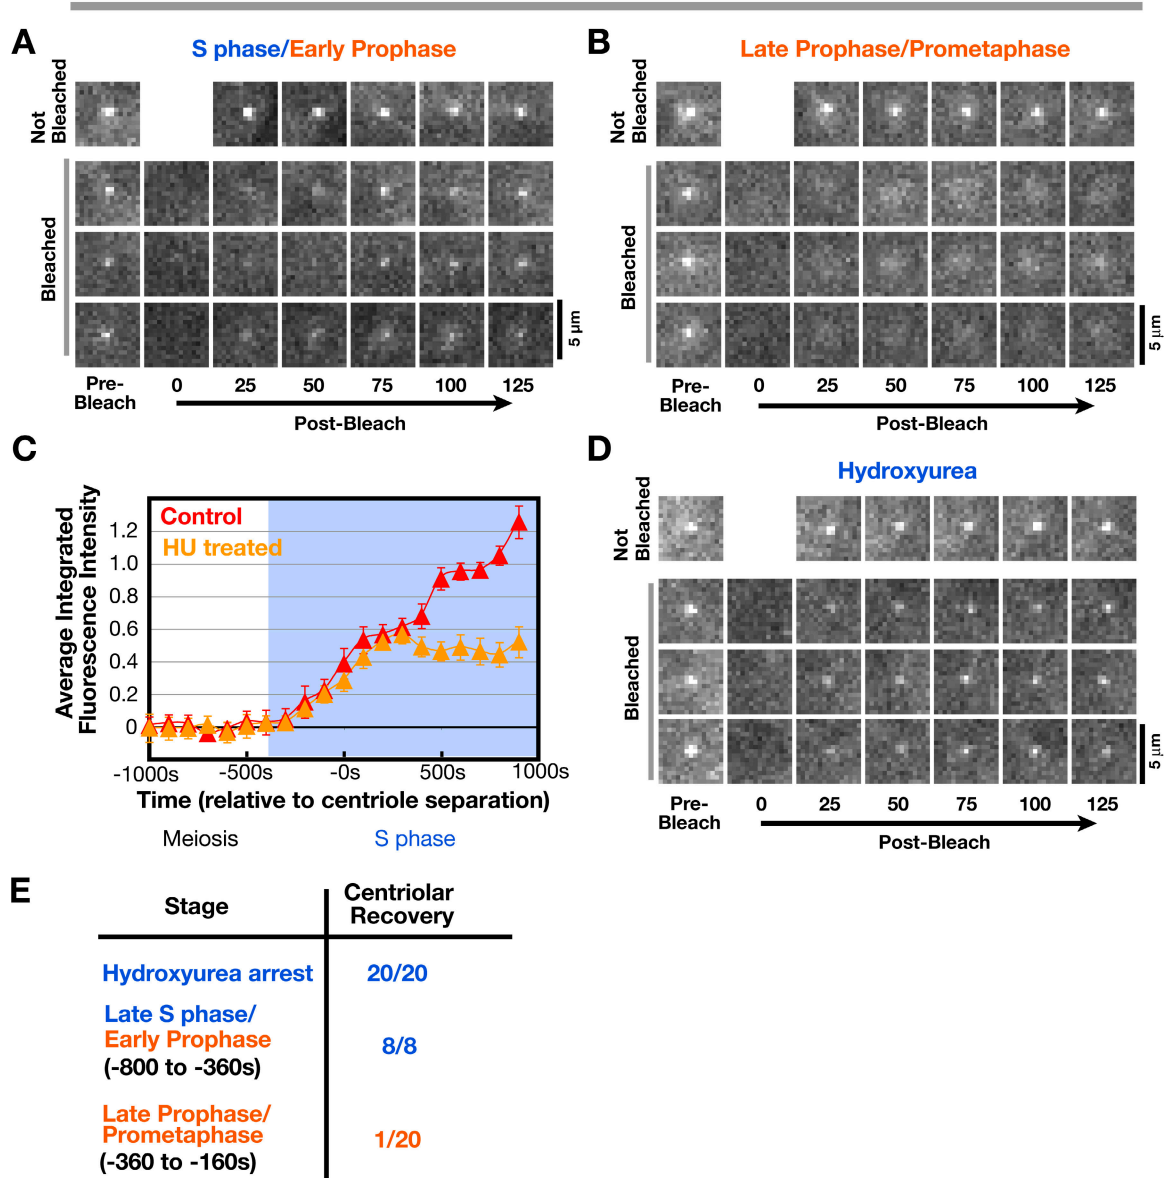 A
S phase/Early Prophase
Not
Bleached
Bleached
5 µm
Pre-
Bleach
0 25 50 75 100 125
Post-Bleach
B
Late Prophase/Prometaphase
Not
Bleached
Bleached
5 µm
Pre-
Bleach
0 25 50 75 100 125
Post-Bleach
C
Average Integrated
Fluorescence Intensity
Control
HU treated
1.2
1.0
0.8
0.6
0.4
0.2
0
-1000s -500s -0s 500s 1000s
Time (relative to centriole separation)
Meiosis S phase
D
Hydroxyurea
Not
Bleached
Bleached
5 µm
Pre-
Bleach
0 25 50 75 100 125
Post-Bleach
E
Stage
Centriolar
Recovery
Hydroxyurea arrest 20/20
Late S phase/
Early Prophase
(-800 to -360s)
8/8
Late Prophase/
Prometaphase
(-360 to -160s)
1/20